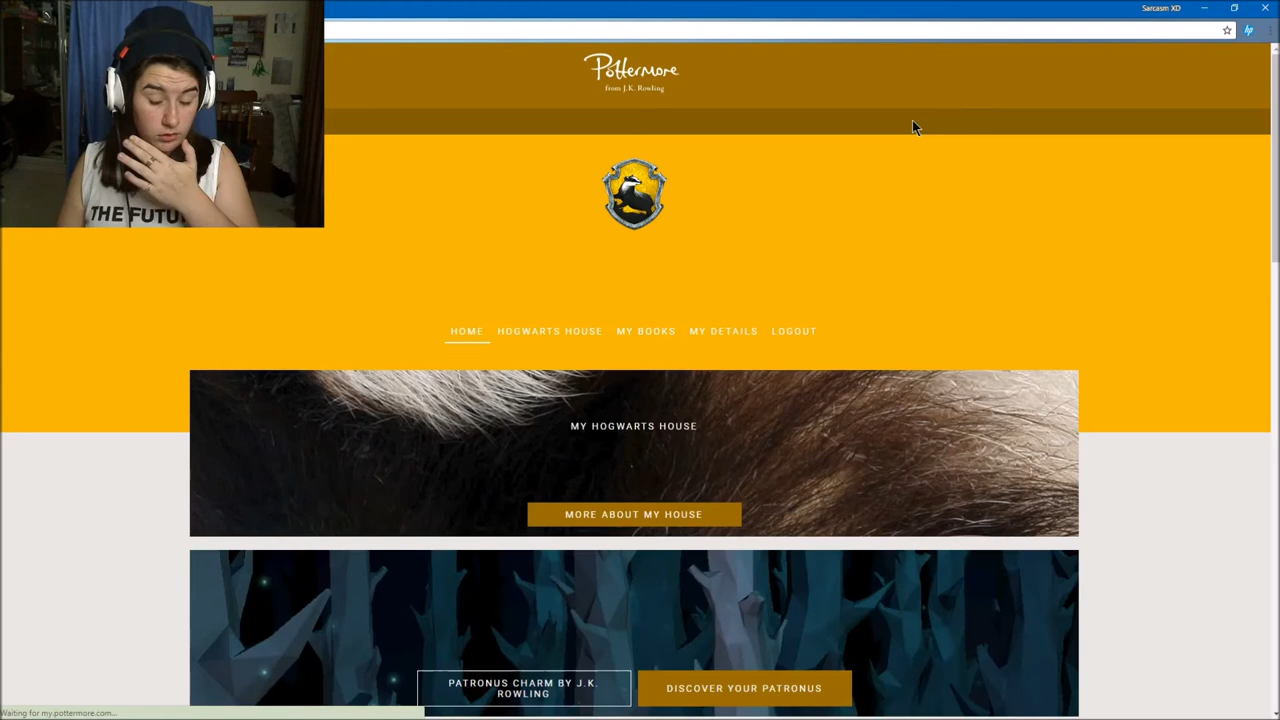 Sarcasm XD
Pottermore
from J.K. Rowling
THE FUTU
HOME HOGWARTS HOUSE MY BOOKS MY DETAILS LOGOUT
MY HOGWARTS HOUSE
MORE ABOUT MY HOUSE
PATRONUS CHARM BY J.K.
ROWLING
DISCOVER YOUR PATRONUS
Waiting for my.pottermore.com...